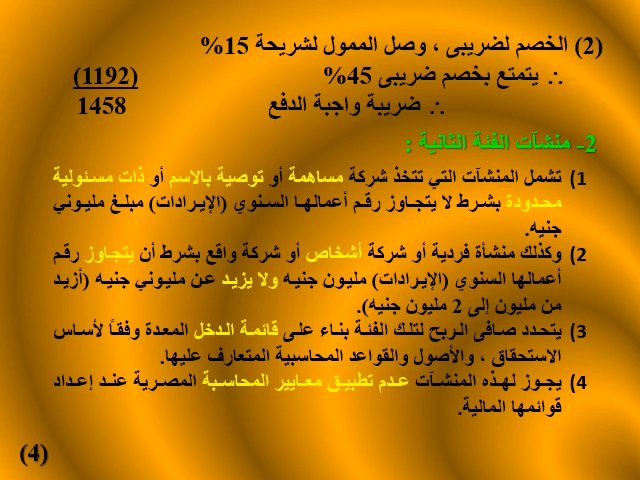 (2) الخصم لضريبى ، وصل الممول لشريحة 15%
∴ يتمتع بخصم ضريبى 45% (1192)
∴ ضريبة واجبة الدفع 1458
2- منشآت الفئة الثانية :
1) تشمل المنشآت التي تتخذ شركة مساهمة أو توصية بالاسم أو ذات مسئولية
محدودة بشرط لا يتجاوز رقم أعمالها السنوي (الإيرادات) مبلغ مليوني
جنيه.
2) وكذلك منشأة فردية أو شركة أشخاص أو شركة واقع بشرط أن يتجاوز رقم
أعمالها السنوي (الإيرادات) مليون جنيه ولا يزيد عن مليوني جنيه (أزيد
من مليون إلى 2 مليون جنيه).
3) يتحدد صافى الربح لتلك الفئة بناء على قائمة الدخل المعدة وفقاً لأساس
الاستحقاق ، والأصول والقواعد المحاسبية المتعارف عليها.
4) يجوز لهذه المنشآت عدم تطبيق معايير المحاسبة المصرية عند إعداد
قوائمها المالية.
(4)